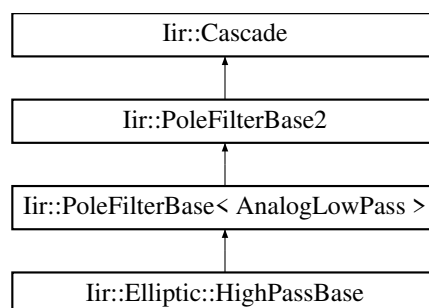 Iir::Cascade
Iir::PoleFilterBase2
Iir::PoleFilterBase< AnalogLowPass >
Iir::Elliptic::HighPassBase